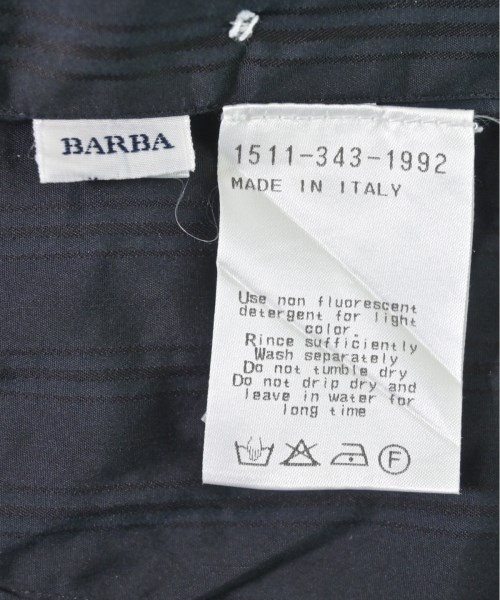 BARBA
1511-343-1992
MADE IN ITALY
Use non fluorescent
detergent for light
color.
Rince sufficiently
Wash separately
Do not tumble dry
Do not drip dry and
leave in water for
long time
F